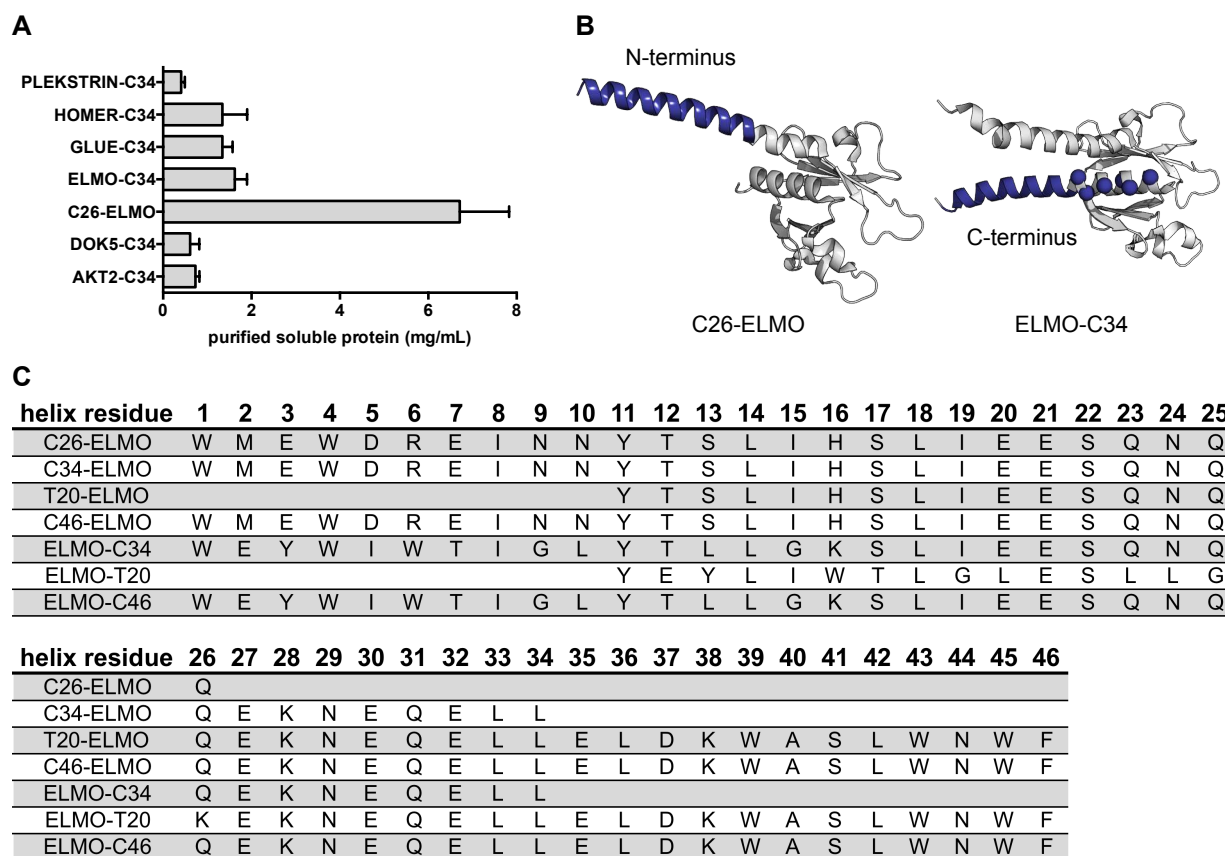 A
PLEKSTRIN-C34
HOMER-C34
GLUE-C34
ELMO-C34
C26-ELMO
DOK5-C34
AKT2-C34
0 2 4 6 8
purified soluble protein (mg/mL)
B
N-terminus
C-terminus
C26-ELMO ELMO-C34
C
helix residue 1 2 3 4 5 6 7 8 9 10 11 12 13 14 15 16 17 18 19 20 21 22 23 24 25
C26-ELMO W M E W D R E I N N Y T S L I H S L I E E S Q N Q
C34-ELMO W M E W D R E I N N Y T S L I H S L I E E S Q N Q
T20-ELMO Y T S L I H S L I E E S Q N Q
C46-ELMO W M E W D R E I N N Y T S L I H S L I E E S Q N Q
ELMO-C34 W E Y W I W T I G L Y T L L G K S L I E E S Q N Q
ELMO-T20 Y E Y L I W T L G L E S L L G
ELMO-C46 W E Y W I W T I G L Y T L L G K S L I E E S Q N Q
helix residue 26 27 28 29 30 31 32 33 34 35 36 37 38 39 40 41 42 43 44 45 46
C26-ELMO Q
C34-ELMO Q E K N E Q E L L
T20-ELMO Q E K N E Q E L L E L D K W A S L W N W F
C46-ELMO Q E K N E Q E L L E L D K W A S L W N W F
ELMO-C34 Q E K N E Q E L L
ELMO-T20 K E K N E Q E L L E L D K W A S L W N W F
ELMO-C46 Q E K N E Q E L L E L D K W A S L W N W F